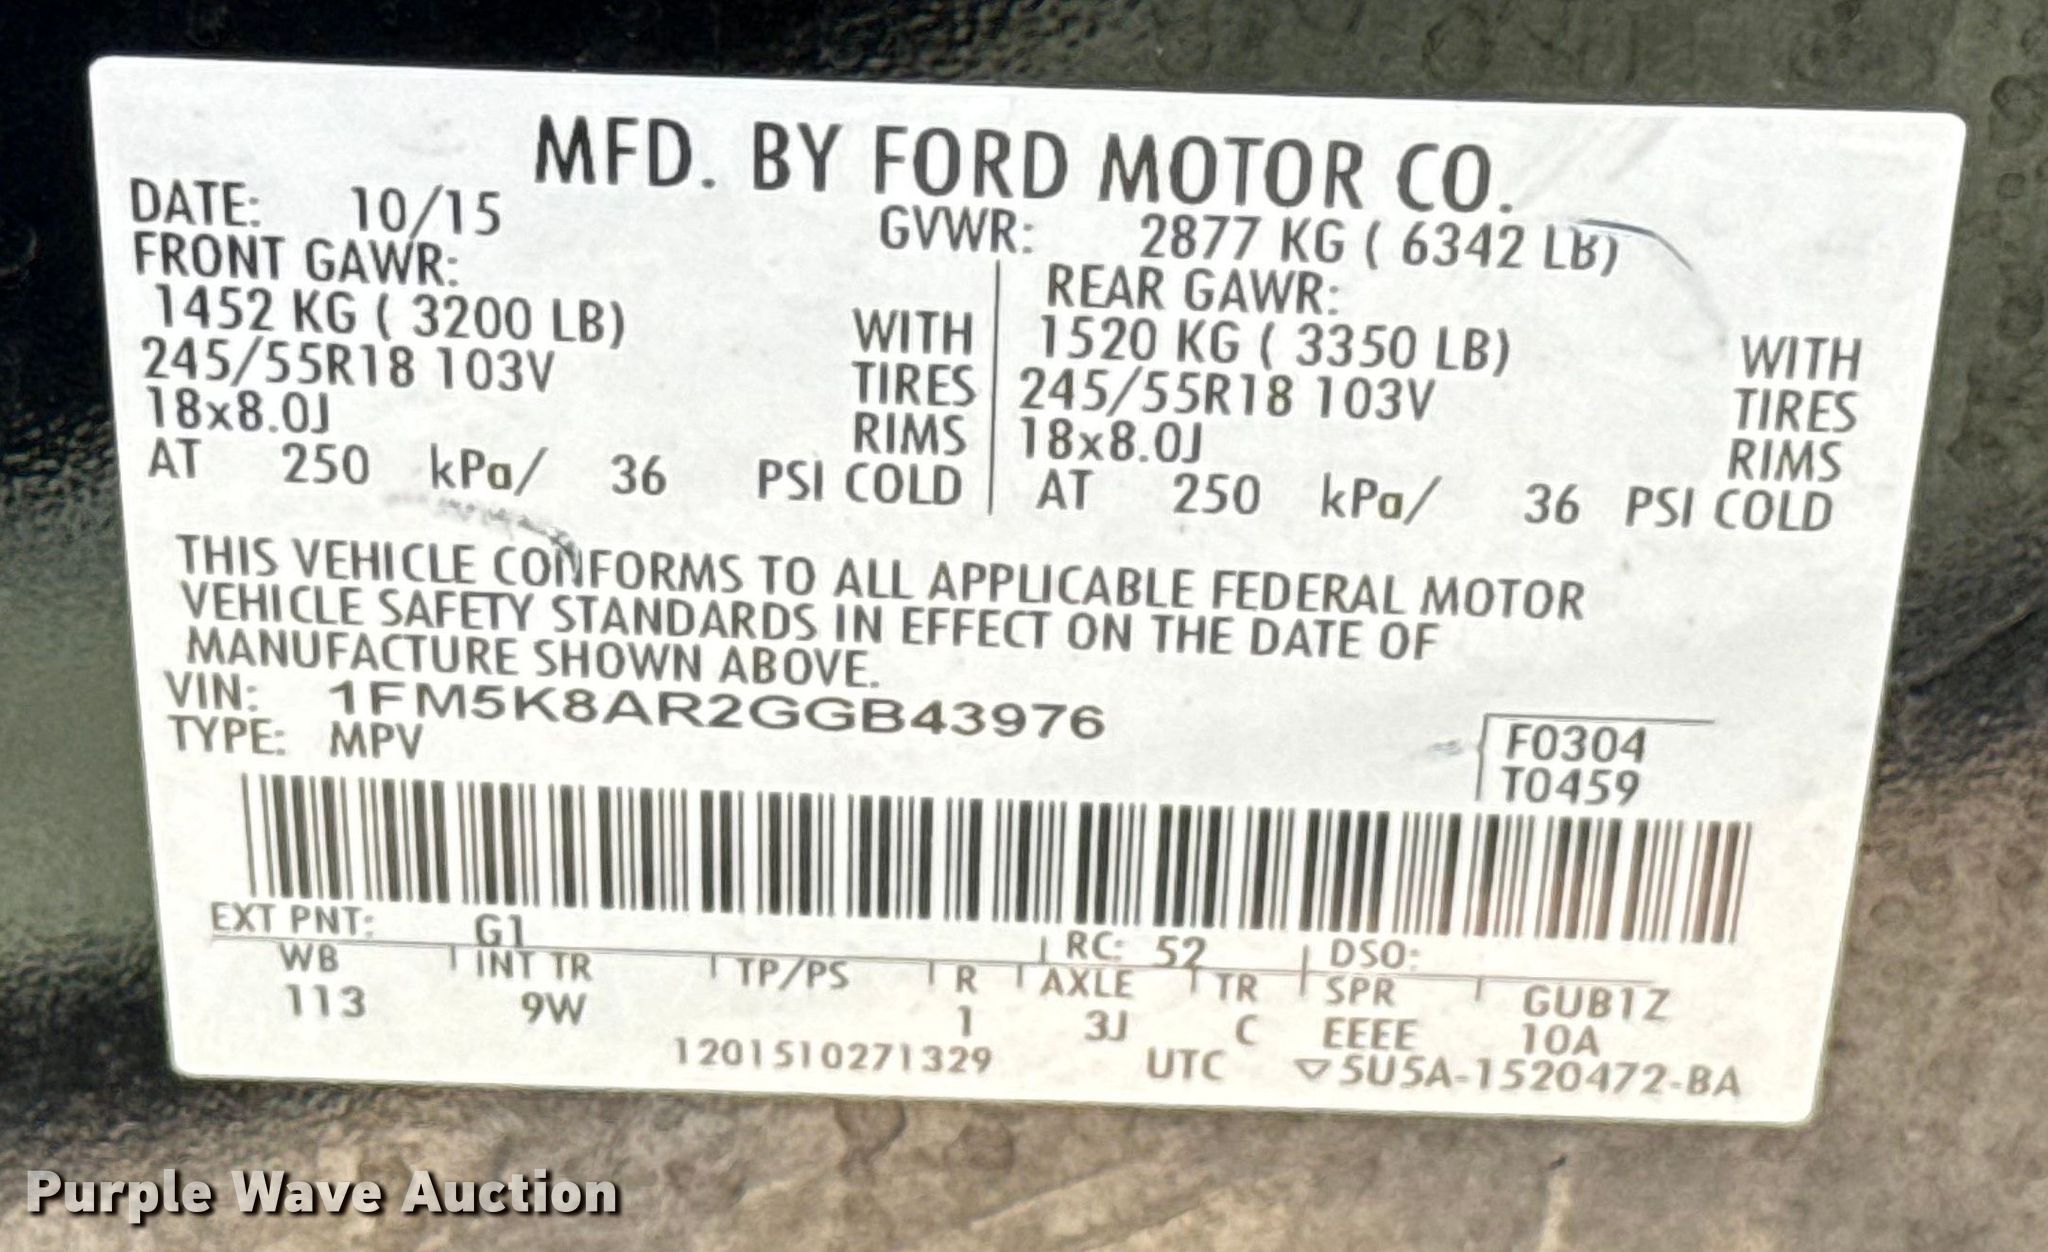 MFD. BY FORD MOTOR CO.
DATE: 10/15 GVWR: 2877 KG ( 6342 LB)
FRONT GAWR: REAR GAWR:
1452 KG ( 3200 LB) WITH 1520 KG ( 3350 LB) WITH
245/55R18 103V TIRES 245/55R18 103V TIRES
18x8.0J RIMS 18x8.0J RIMS
AT 250 kPa/ 36 PSI COLD AT 250 kPa/ 36 PSI COLD
THIS VEHICLE CONFORMS TO ALL APPLICABLE FEDERAL MOTOR
VEHICLE SAFETY STANDARDS IN EFFECT ON THE DATE OF
MANUFACTURE SHOWN ABOVE.
VIN: 1FM5K8AR2GGB43976
TYPE: MPV
F0304
T0459
EXT PNT: G1 RC: 52 DSO:
WB INT TR TP/PS R AXLE TR SPR GUB1Z
113 9W 1 3J C EEEE 10A
1201510271329 UTC ▽5U5A-1520472-BA
Purple Wave Auction